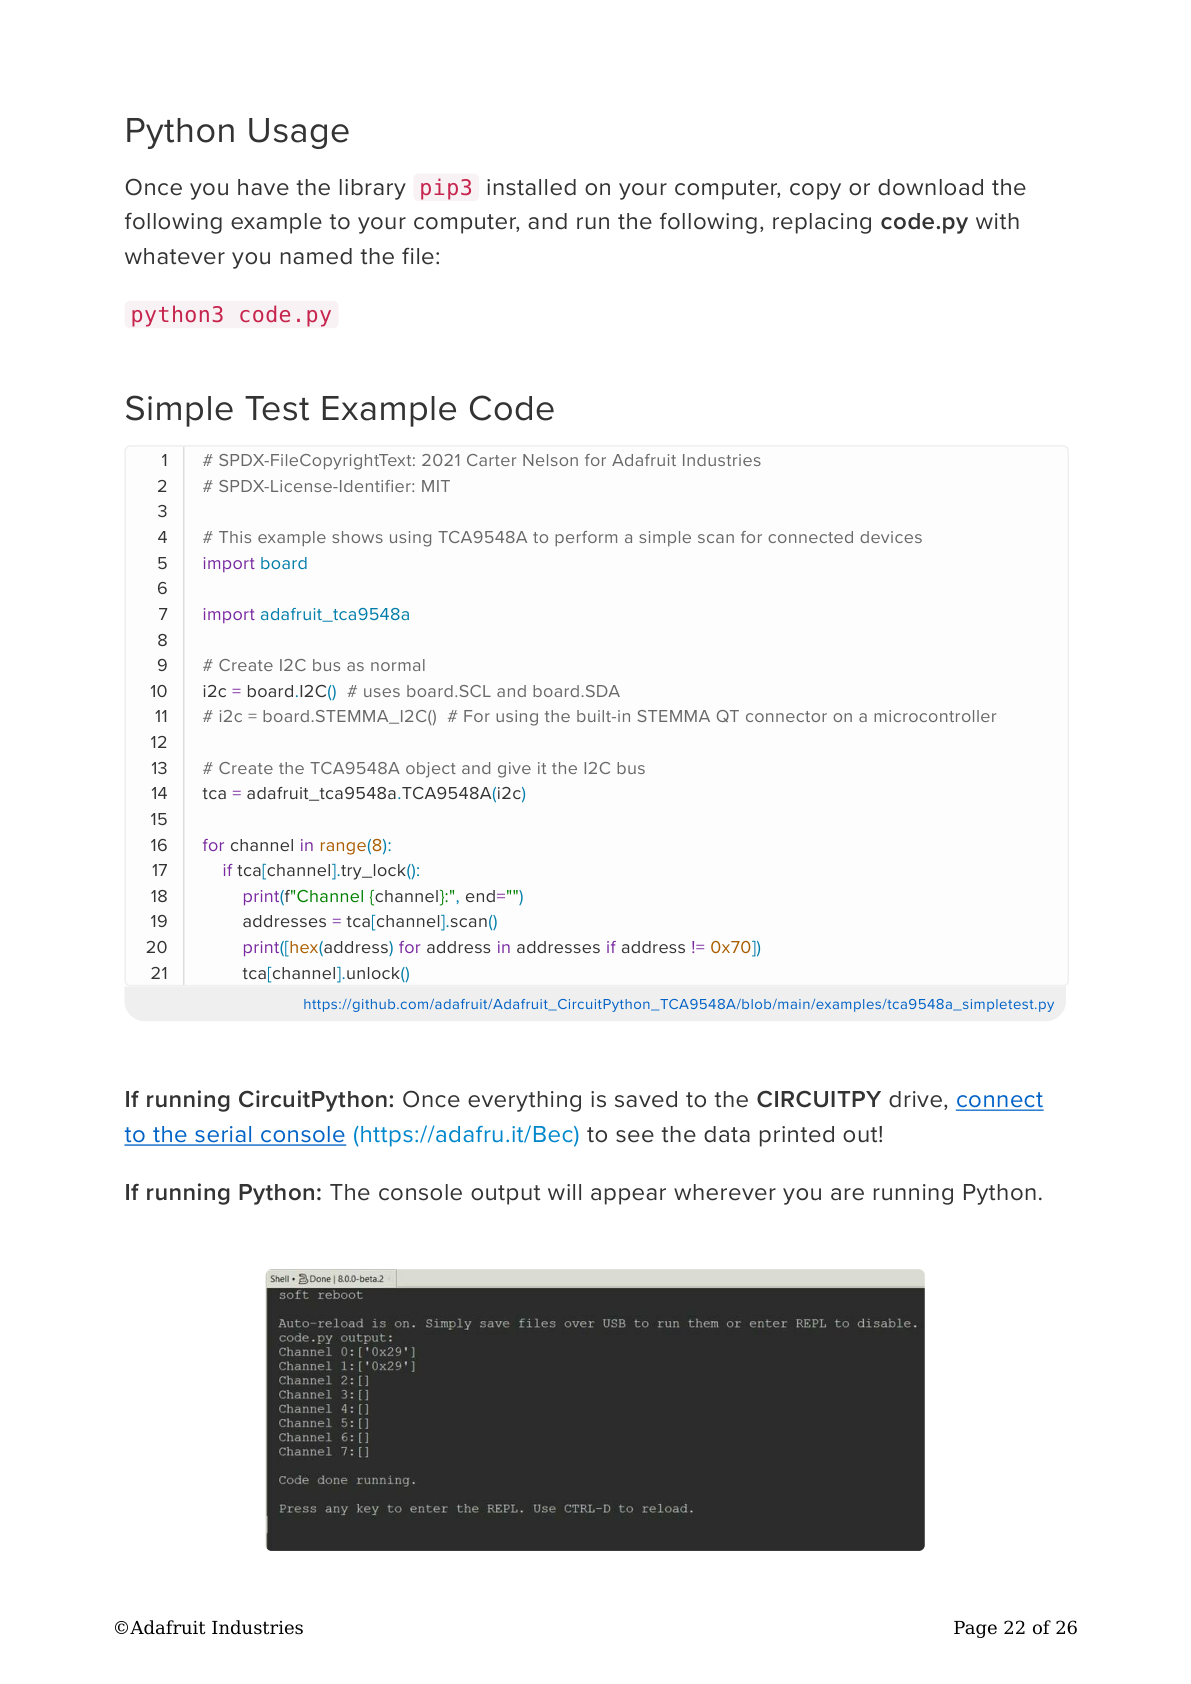 Python Usage
Once you have the library pip3 installed on your computer, copy or download the
following example to your computer, and run the following, replacing code.py with
whatever you named the file:
python3 code.py
Simple Test Example Code
1 # SPDX-FileCopyrightText: 2021 Carter Nelson for Adafruit Industries
2 # SPDX-License-Identifier: MIT
3
4 # This example shows using TCA9548A to perform a simple scan for connected devices
5 import board
6
7 import adafruit_tca9548a
8
9 # Create I2C bus as normal
10 i2c = board.I2C()  # uses board.SCL and board.SDA
11 # i2c = board.STEMMA_I2C()  # For using the built-in STEMMA QT connector on a microcontroller
12
13 # Create the TCA9548A object and give it the I2C bus
14 tca = adafruit_tca9548a.TCA9548A(i2c)
15
16 for channel in range(8):
17     if tca[channel].try_lock():
18         print(f"Channel {channel}:", end="")
19         addresses = tca[channel].scan()
20         print([hex(address) for address in addresses if address != 0x70])
21         tca[channel].unlock()
https://github.com/adafruit/Adafruit_CircuitPython_TCA9548A/blob/main/examples/tca9548a_simpletest.py
If running CircuitPython: Once everything is saved to the CIRCUITPY drive, connect
to the serial console (https://adafru.it/Bec) to see the data printed out!
If running Python: The console output will appear wherever you are running Python.
Shell • Done | 8.0.0-beta.2
soft reboot
Auto-reload is on. Simply save files over USB to run them or enter REPL to disable.
code.py output:
Channel 0:['0x29']
Channel 1:['0x29']
Channel 2:[]
Channel 3:[]
Channel 4:[]
Channel 5:[]
Channel 6:[]
Channel 7:[]
Code done running.
Press any key to enter the REPL. Use CTRL-D to reload.
©Adafruit Industries
Page 22 of 26